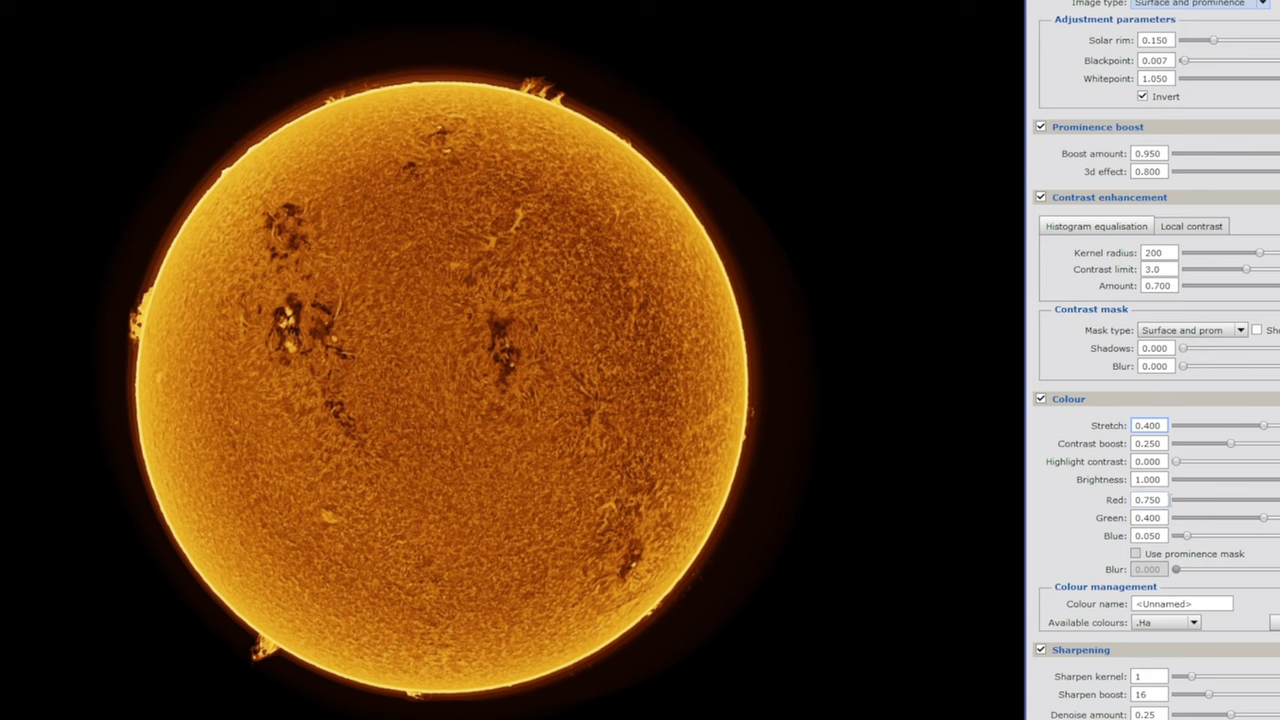 Image type: Surface and prominence
Adjustment parameters
Solar rim: 0.150
Blackpoint: 0.007
Whitepoint: 1.050
Invert
Prominence boost
Boost amount: 0.950
3d effect: 0.800
Contrast enhancement
Histogram equalisation Local contrast
Kernel radius: 200
Contrast limit: 3.0
Amount: 0.700
Contrast mask
Mask type: Surface and prom Sh
Shadows: 0.000
Blur: 0.000
Colour
Stretch: 0.400
Contrast boost: 0.250
Highlight contrast: 0.000
Brightness: 1.000
Red: 0.750
Green: 0.400
Blue: 0.050
Use prominence mask
Blur: 0.000
Colour management
Colour name: <Unnamed>
Available colours: .Ha
Sharpening
Sharpen kernel: 1
Sharpen boost: 16
Denoise amount: 0.25